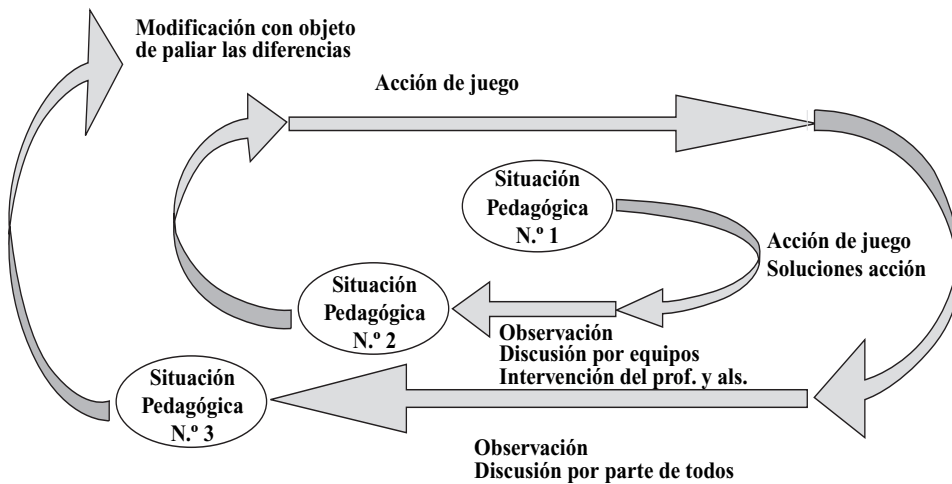 Modificación con objeto
de paliar las diferencias
Acción de juego
Situación
Pedagógica
N.º 1
Acción de juego
Soluciones acción
Situación
Pedagógica
N.º 2
Observación
Discusión por equipos
Intervención del prof. y als.
Situación
Pedagógica
N.º 3
Observación
Discusión por parte de todos